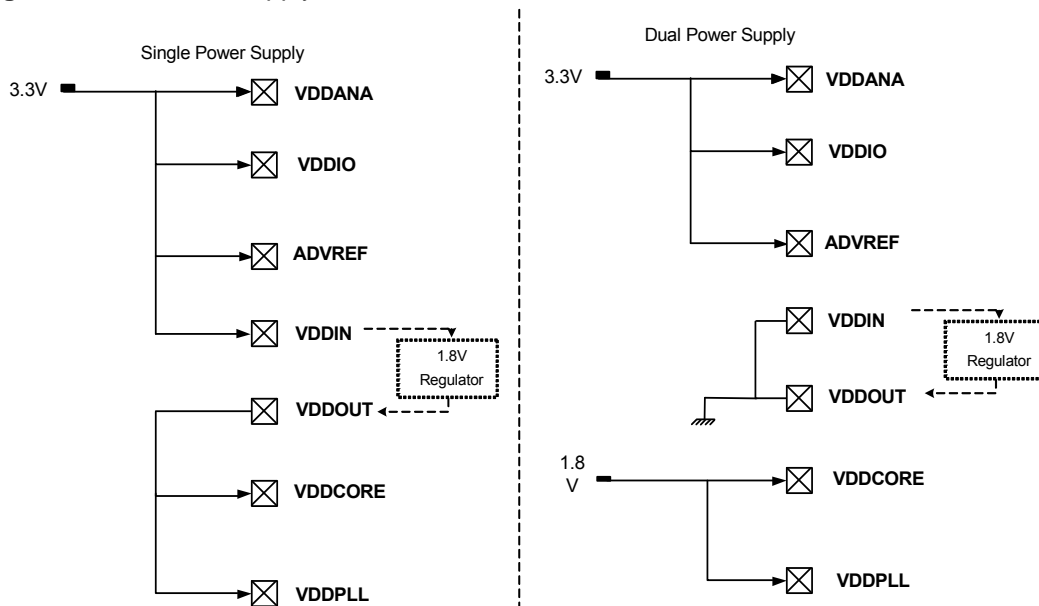 Single Power Supply
3.3V
VDDANA
VDDIO
ADVREF
VDDIN
1.8V
Regulator
VDDOUT
VDDCORE
VDDPLL
Dual Power Supply
3.3V
VDDANA
VDDIO
ADVREF
VDDIN
1.8V
Regulator
VDDOUT
1.8
V
VDDCORE
VDDPLL